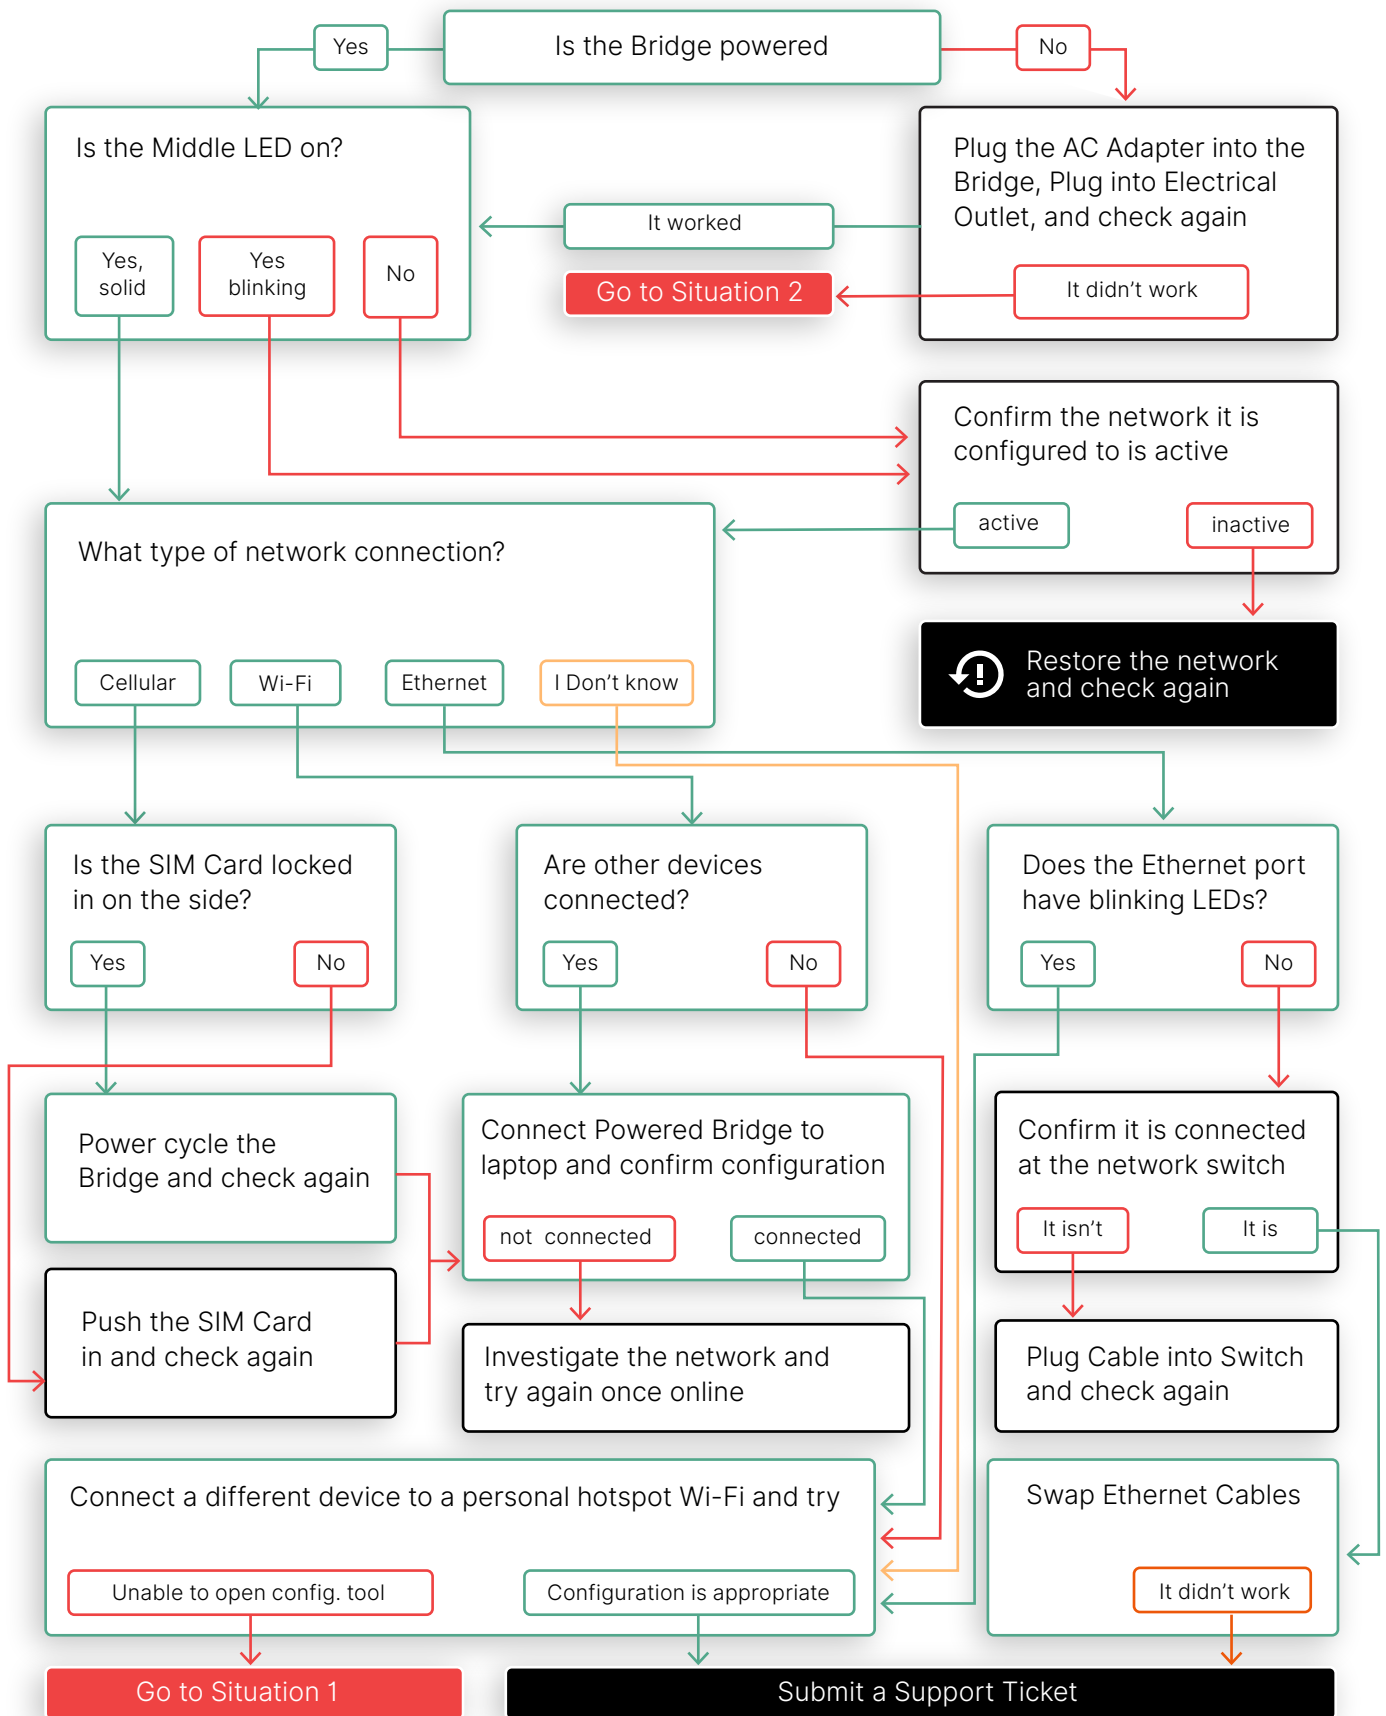 Is the Bridge powered
Yes
No
Is the Middle LED on?
Yes,
solid
Yes
blinking
No
Plug the AC Adapter into the
Bridge, Plug into Electrical
Outlet, and check again
It worked
It didn't work
Go to Situation 2
Confirm the network it is
configured to is active
active
inactive
Restore the network
and check again
What type of network connection?
Cellular
Wi-Fi
Ethernet
I Don't know
Is the SIM Card locked
in on the side?
Yes
No
Are other devices
connected?
Yes
No
Does the Ethernet port
have blinking LEDs?
Yes
No
Power cycle the
Bridge and check again
Push the SIM Card
in and check again
Connect Powered Bridge to
laptop and confirm configuration
not connected
connected
Investigate the network and
try again once online
Confirm it is connected
at the network switch
It isn't
It is
Plug Cable into Switch
and check again
Connect a different device to a personal hotspot Wi-Fi and try
Unable to open config. tool
Configuration is appropriate
Swap Ethernet Cables
It didn't work
Go to Situation 1
Submit a Support Ticket